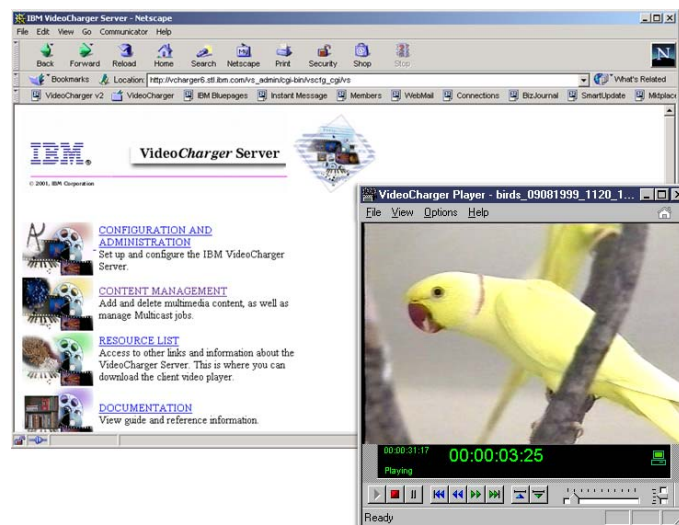 IBM VideoCharger Server - Netscape
File Edit View Go Communicator Help
Back Forward Reload Home Search Netscape Print Security Shop Stop
Bookmarks Location: http://vcharger6.stl.ibm.com/vs_admin/cgi-bin/vscfg_cgi/vs What's Related
VideoCharger v2 VideoCharger IBM Bluepages Instant Message Members WebMail Connections BizJournal SmartUpdate Mktplace
IBM®
VideoCharger Server
© 2001, IBM Corporation
CONFIGURATION AND
ADMINISTRATION
Set up and configure the IBM VideoCharger
Server.
CONTENT MANAGEMENT
Add and delete multimedia content, as well as
manage Multicast jobs.
RESOURCE LIST
Access to other links and information about the
VideoCharger Server. This is where you can
download the client video player.
DOCUMENTATION
View guide and reference information.
VideoCharger Player - birds_09081999_1120_1...
File View Options Help
00:00:31:17
00:00:03:25
Playing
Ready